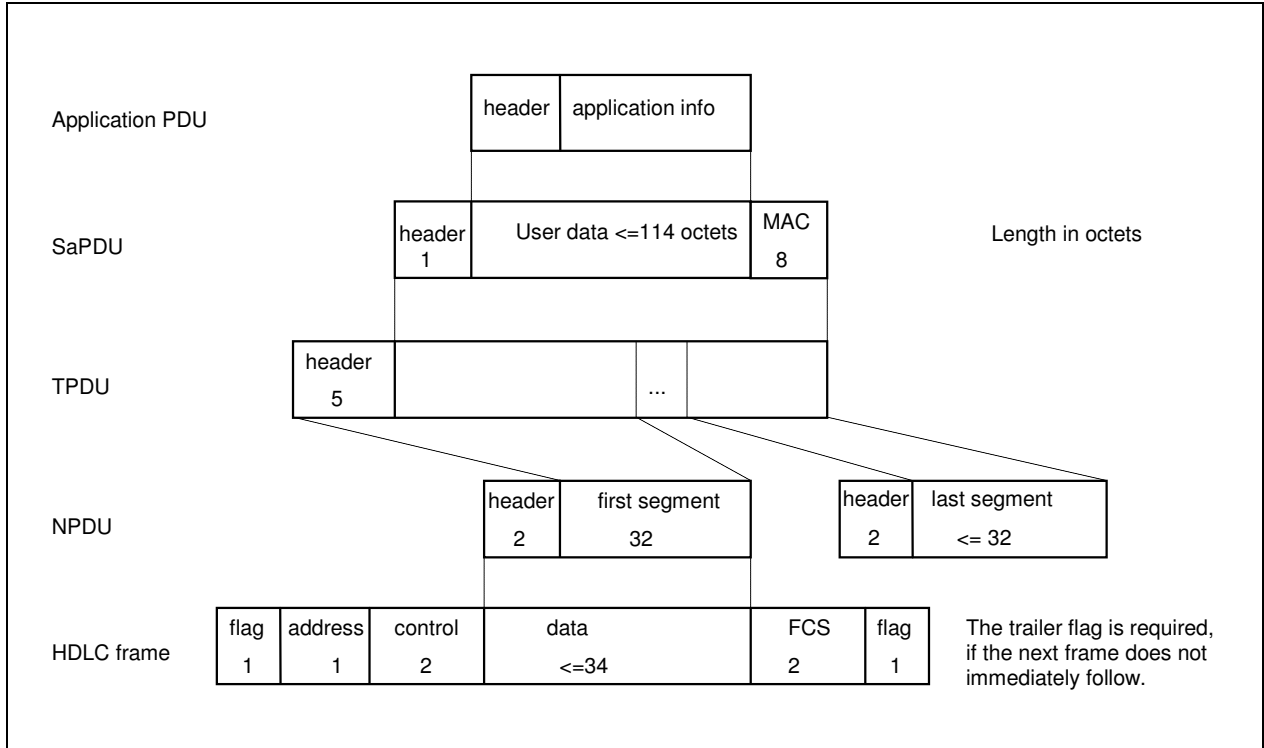 Application PDU
header
application info
SaPDU
header
1
User data <=114 octets
MAC
8
Length in octets
TPDU
header
5
...
NPDU
header
2
first segment
32
header
2
last segment
<= 32
HDLC frame
flag
1
address
1
control
2
data
<=34
FCS
2
flag
1
The trailer flag is required,
if the next frame does not
immediately follow.